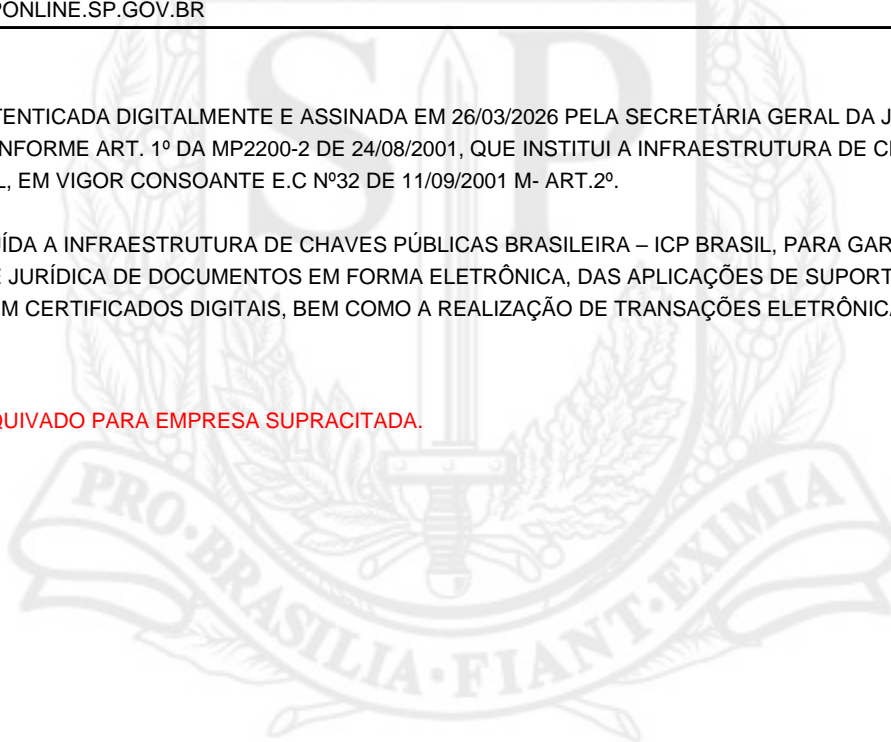 PONLINE.SP.GOV.BR
TENTICADA DIGITALMENTE E ASSINADA EM 26/03/2026 PELA SECRETÁRIA GERAL DA J
NFORME ART. 1º DA MP2200-2 DE 24/08/2001, QUE INSTITUI A INFRAESTRUTURA DE C
L, EM VIGOR CONSOANTE E.C Nº32 DE 11/09/2001 M- ART.2º.
ÍDA A INFRAESTRUTURA DE CHAVES PÚBLICAS BRASILEIRA – ICP BRASIL, PARA GAR
E JURÍDICA DE DOCUMENTOS EM FORMA ELETRÔNICA, DAS APLICAÇÕES DE SUPORT
EM CERTIFICADOS DIGITAIS, BEM COMO A REALIZAÇÃO DE TRANSAÇÕES ELETRÔNICA
QUIVADO PARA EMPRESA SUPRACITADA.
SP
PRO·BRASILIA·FIANT·EXIMIA